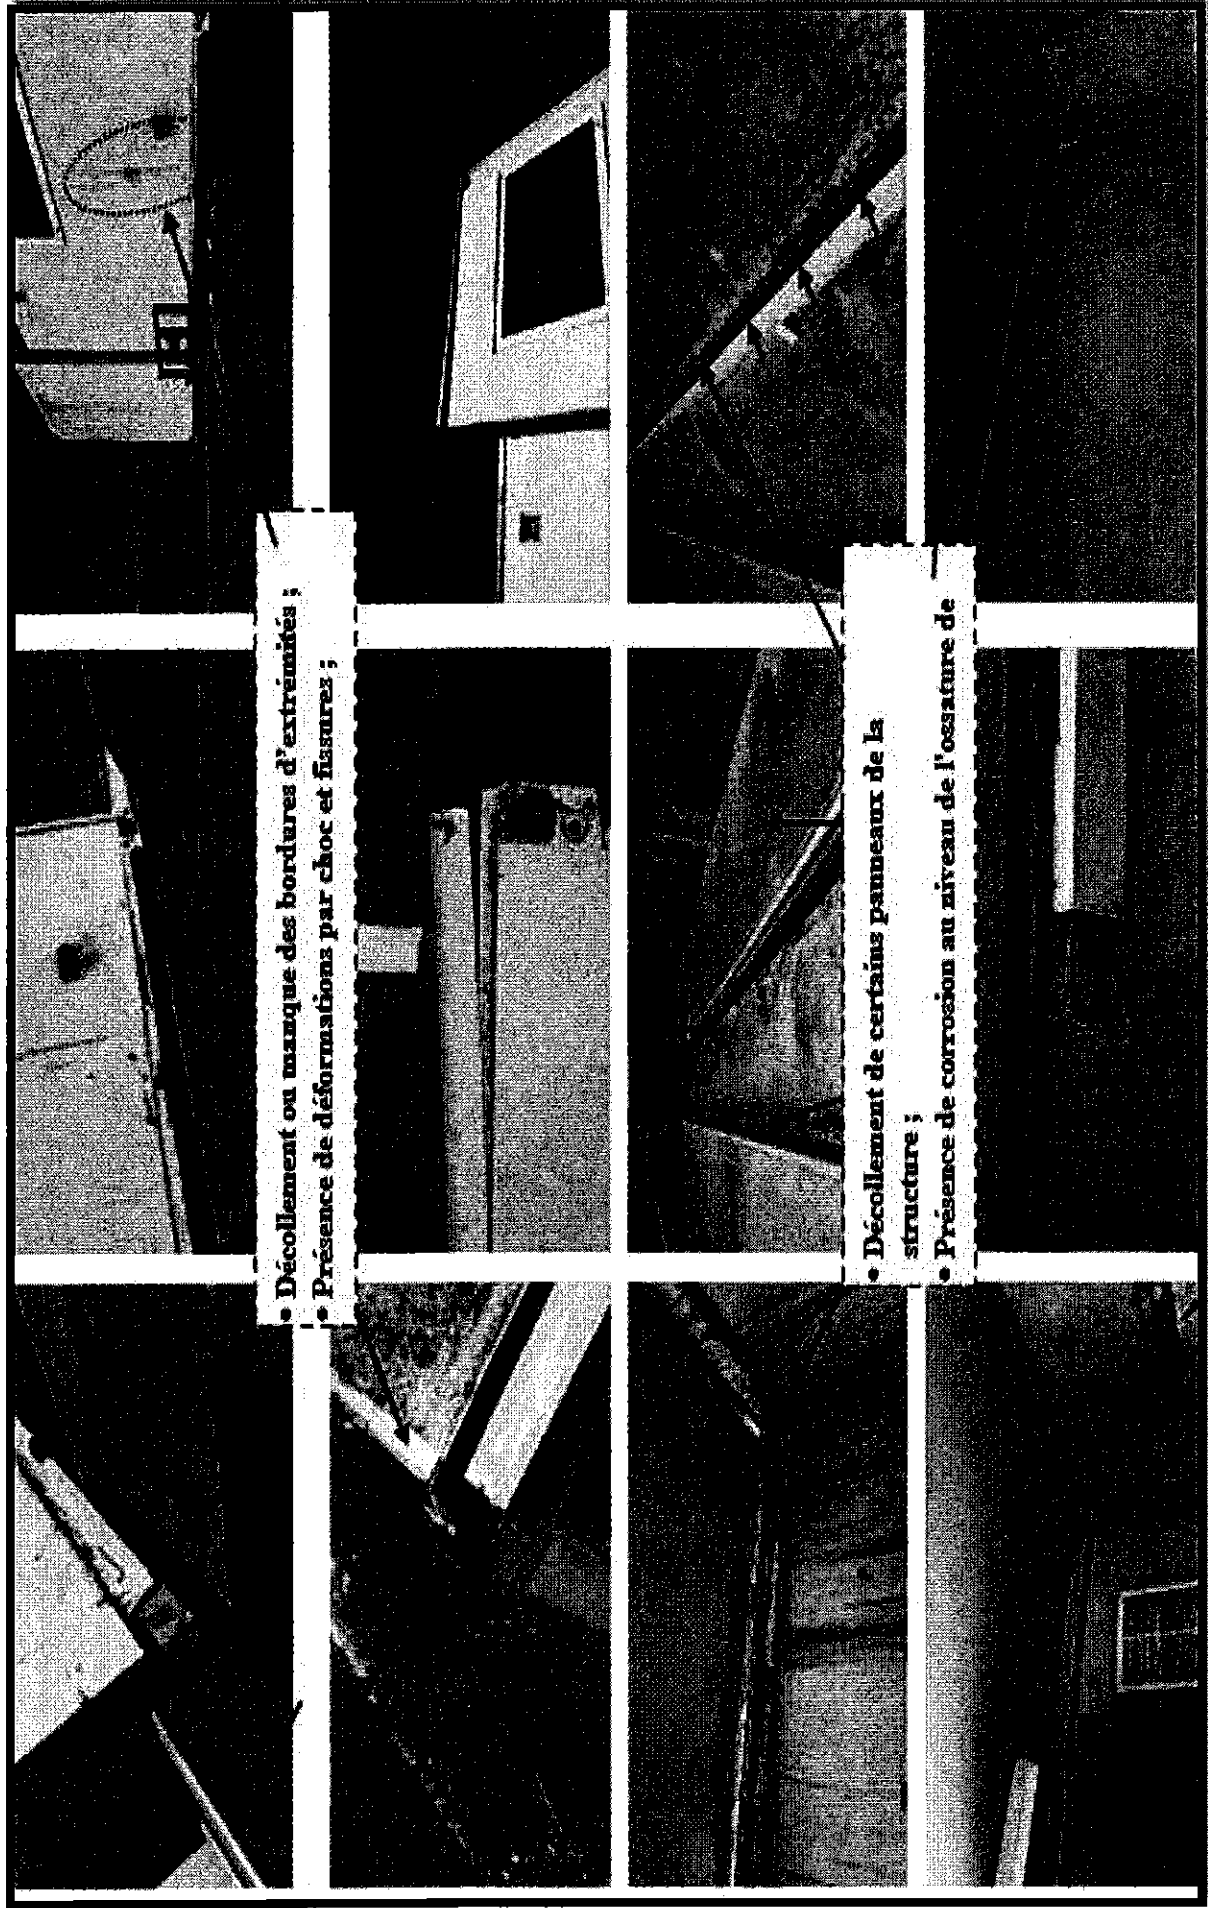 • Décollement ou manque des bordures d'extrémités ;
• Présence de déformations par choc et fissures ;
• Décollement de certains panneaux de la
structure ;
• Présence de corrosion au niveau de l'ossature de